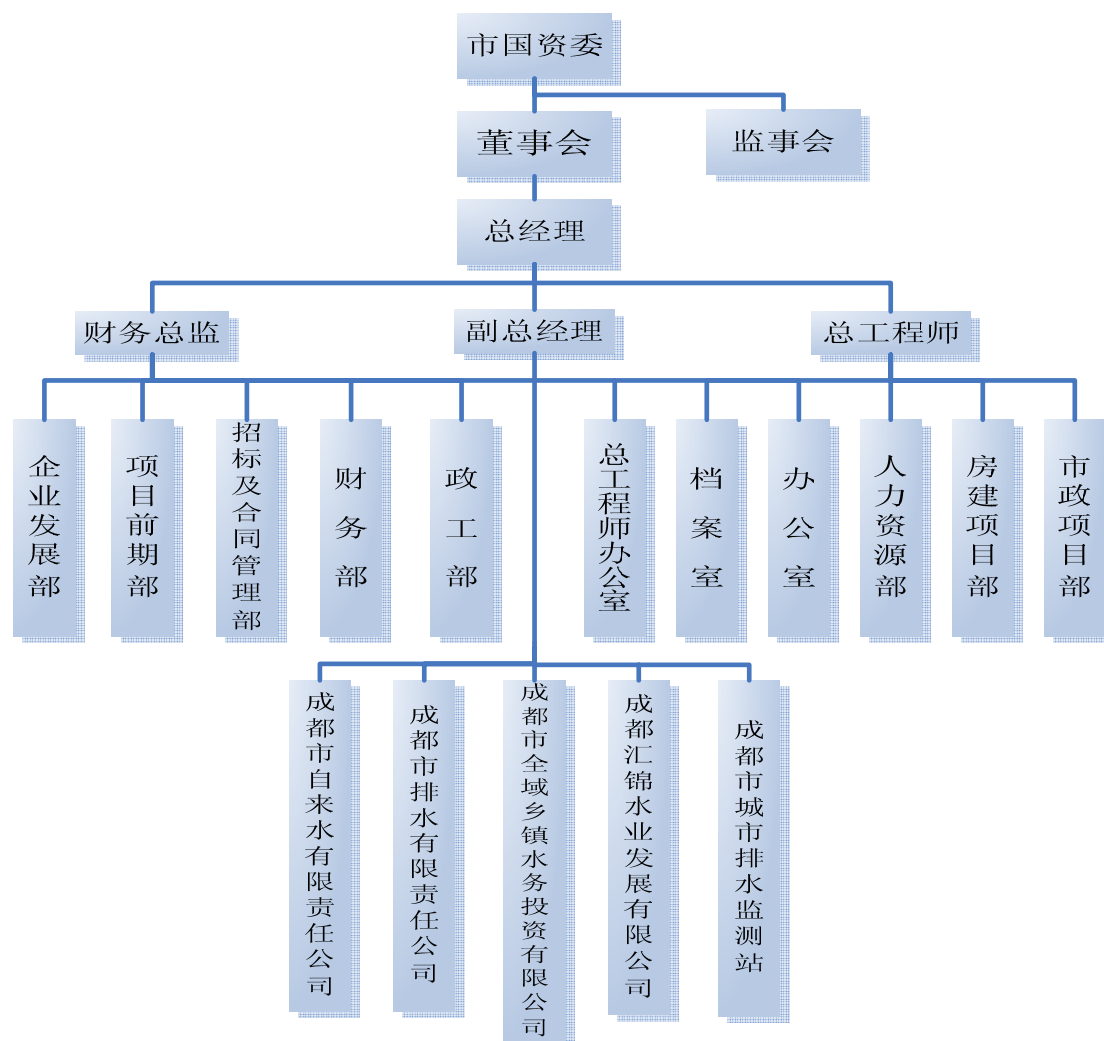 市国资委
董事会
监事会
总经理
财务总监
副总经理
总工程师
企业发展部
项目前期部
招标及合同管理部
财务部
政工部
总工程师办公室
档案室
办公室
人力资源部
房建项目部
市政项目部
成都市自来水有限责任公司
成都市排水有限责任公司
成都市全域乡镇水务投资有限公司
成都汇锦水业发展有限公司
成都市城市排水监测站